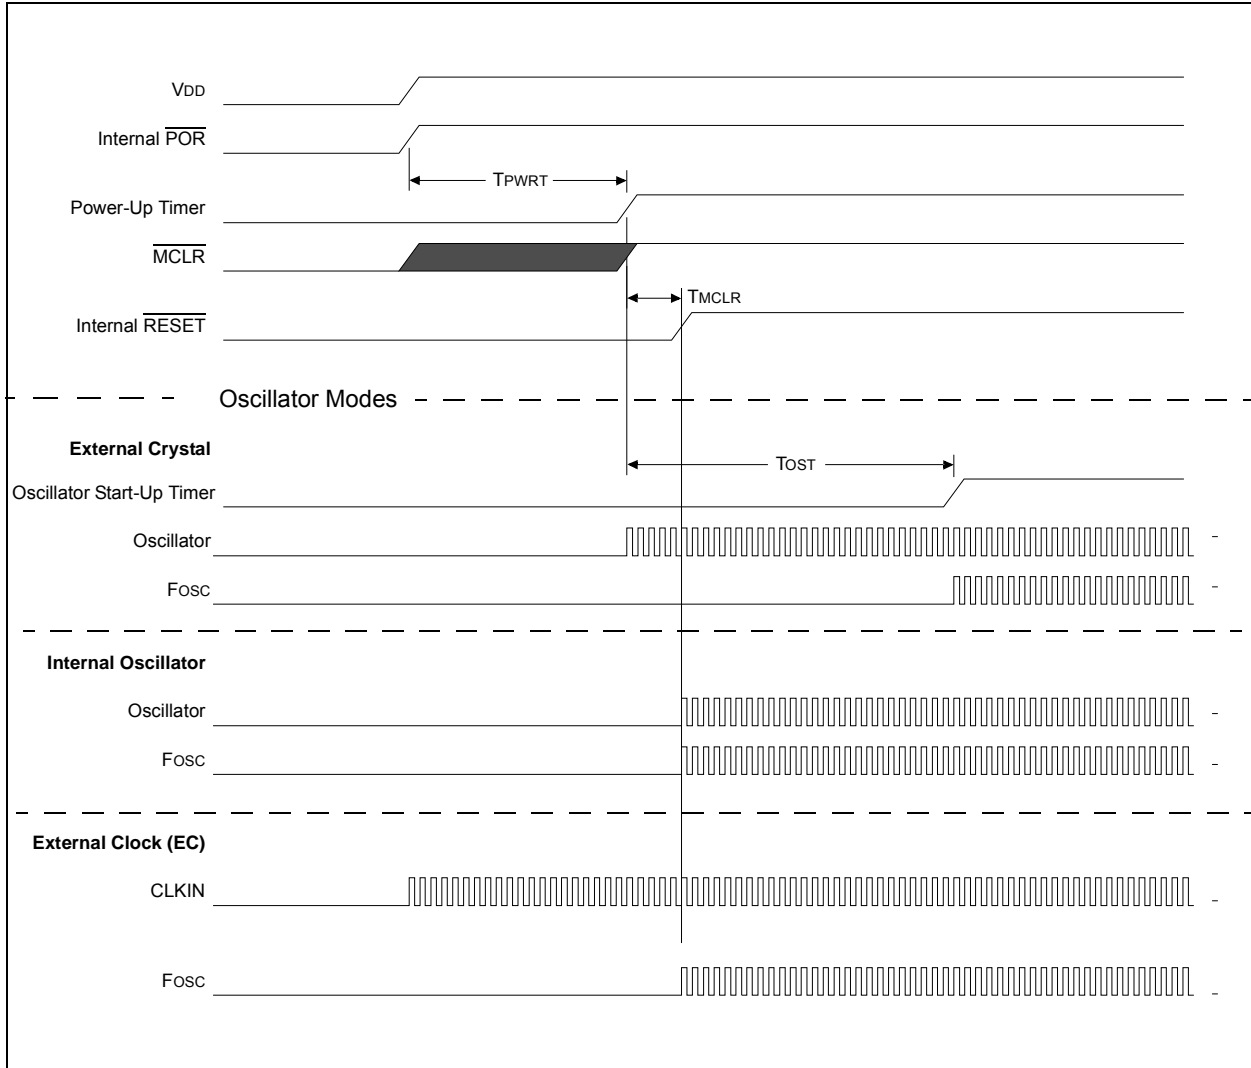 VDD
Internal POR
TPWRT
Power-Up Timer
MCLR
TMCLR
Internal RESET
Oscillator Modes
External Crystal
TOST
Oscillator Start-Up Timer
Oscillator
FOSC
Internal Oscillator
Oscillator
FOSC
External Clock (EC)
CLKIN
FOSC